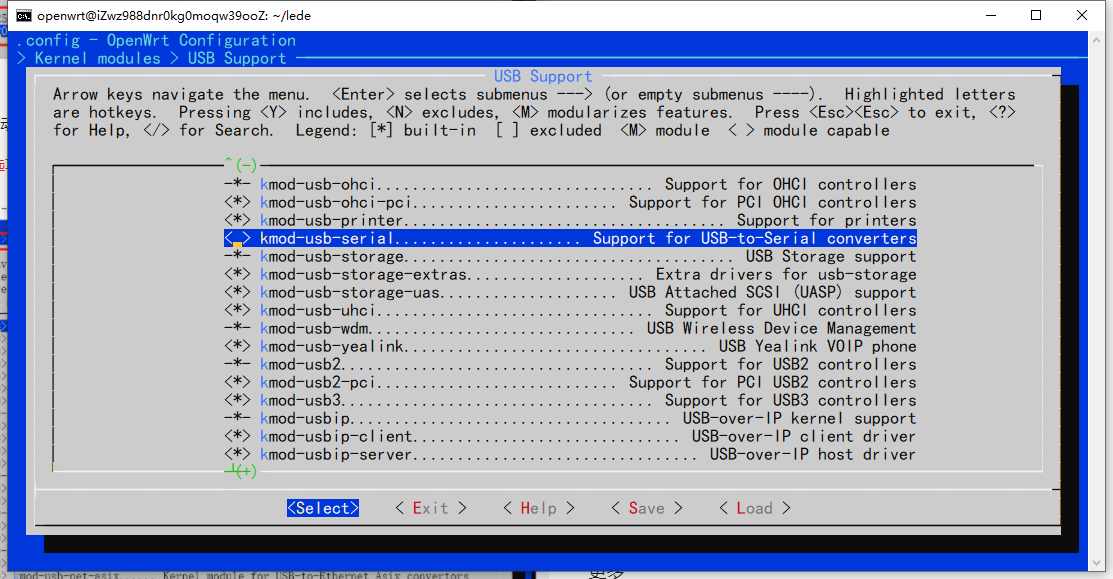 openwrt@iZwz988dnr0kg0moqw39ooZ: ~/lede
.config - OpenWrt Configuration
> Kernel modules > USB Support
USB Support
Arrow keys navigate the menu.  <Enter> selects submenus ---> (or empty submenus ----).  Highlighted letters
are hotkeys.  Pressing <Y> includes, <N> excludes, <M> modularizes features.  Press <Esc><Esc> to exit, <?>
for Help, </> for Search.  Legend: [*] built-in  [ ] excluded  <M> module  < > module capable
^(-)
-*- kmod-usb-ohci............................... Support for OHCI controllers
<*> kmod-usb-ohci-pci....................... Support for PCI OHCI controllers
<*> kmod-usb-printer.................................... Support for printers
< > kmod-usb-serial..................... Support for USB-to-Serial converters
-*- kmod-usb-storage..................................... USB Storage support
<*> kmod-usb-storage-extras.................... Extra drivers for usb-storage
<*> kmod-usb-storage-uas.................... USB Attached SCSI (UASP) support
<*> kmod-usb-uhci............................... Support for UHCI controllers
-*- kmod-usb-wdm............................... USB Wireless Device Management
<*> kmod-usb-yealink.................................. USB Yealink VOIP phone
-*- kmod-usb2................................... Support for USB2 controllers
<*> kmod-usb2-pci........................... Support for PCI USB2 controllers
<*> kmod-usb3................................... Support for USB3 controllers
-*- kmod-usbip.................................... USB-over-IP kernel support
<*> kmod-usbip-client.............................. USB-over-IP client driver
<*> kmod-usbip-server................................ USB-over-IP host driver
(+)
<Select>    < Exit >    < Help >    < Save >    < Load >
mod-usb-net-asix...... Kernel module for USB-to-Ethernet Asix convertors
更多